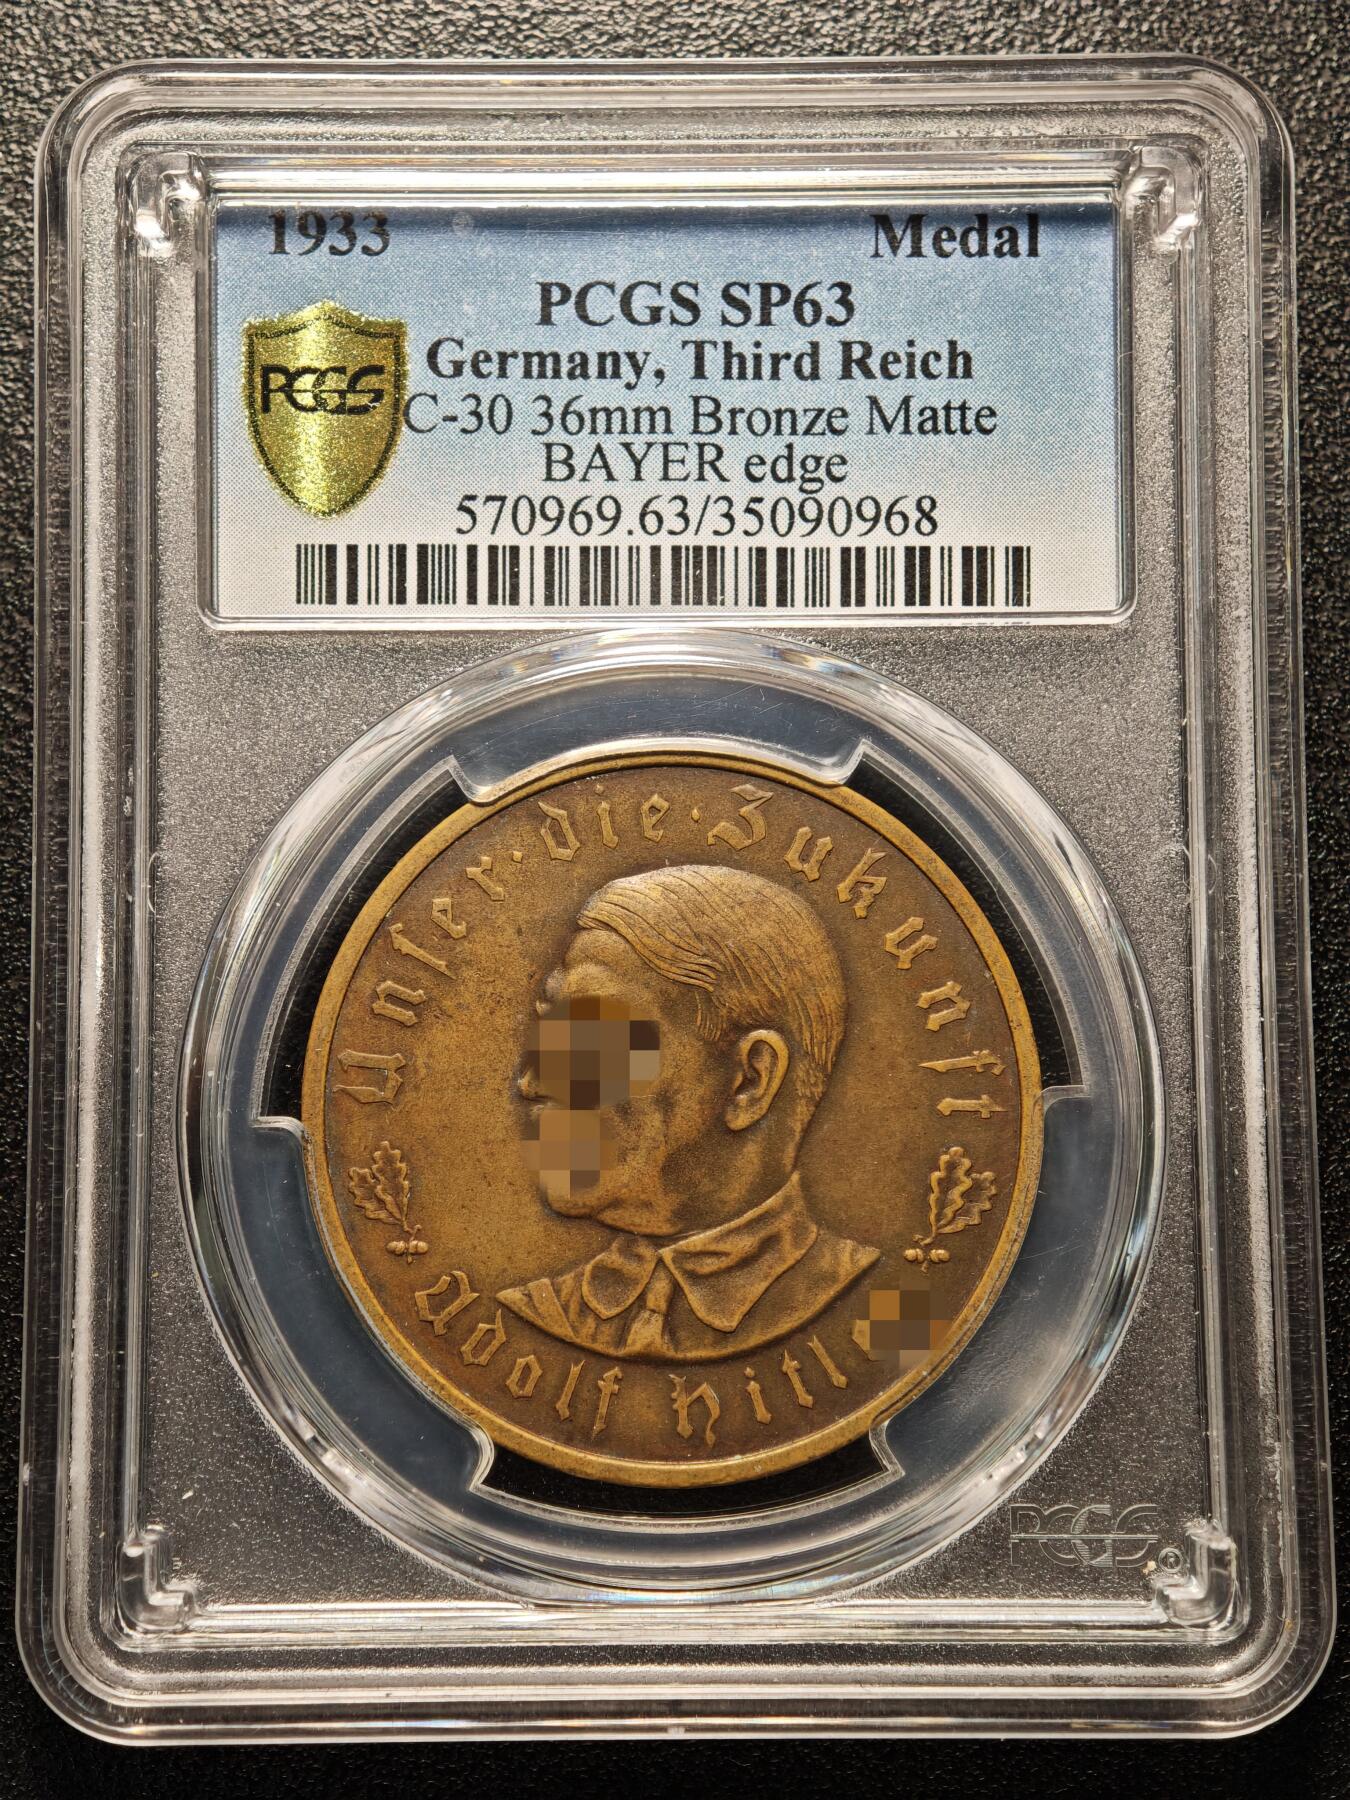 1933 Medal
PCGS SP63
Germany, Third Reich
PCGS
C-30 36mm Bronze Matte
BAYER edge
570969.63/35090968
Unser · die · Zukunft
Adolf
PCGS